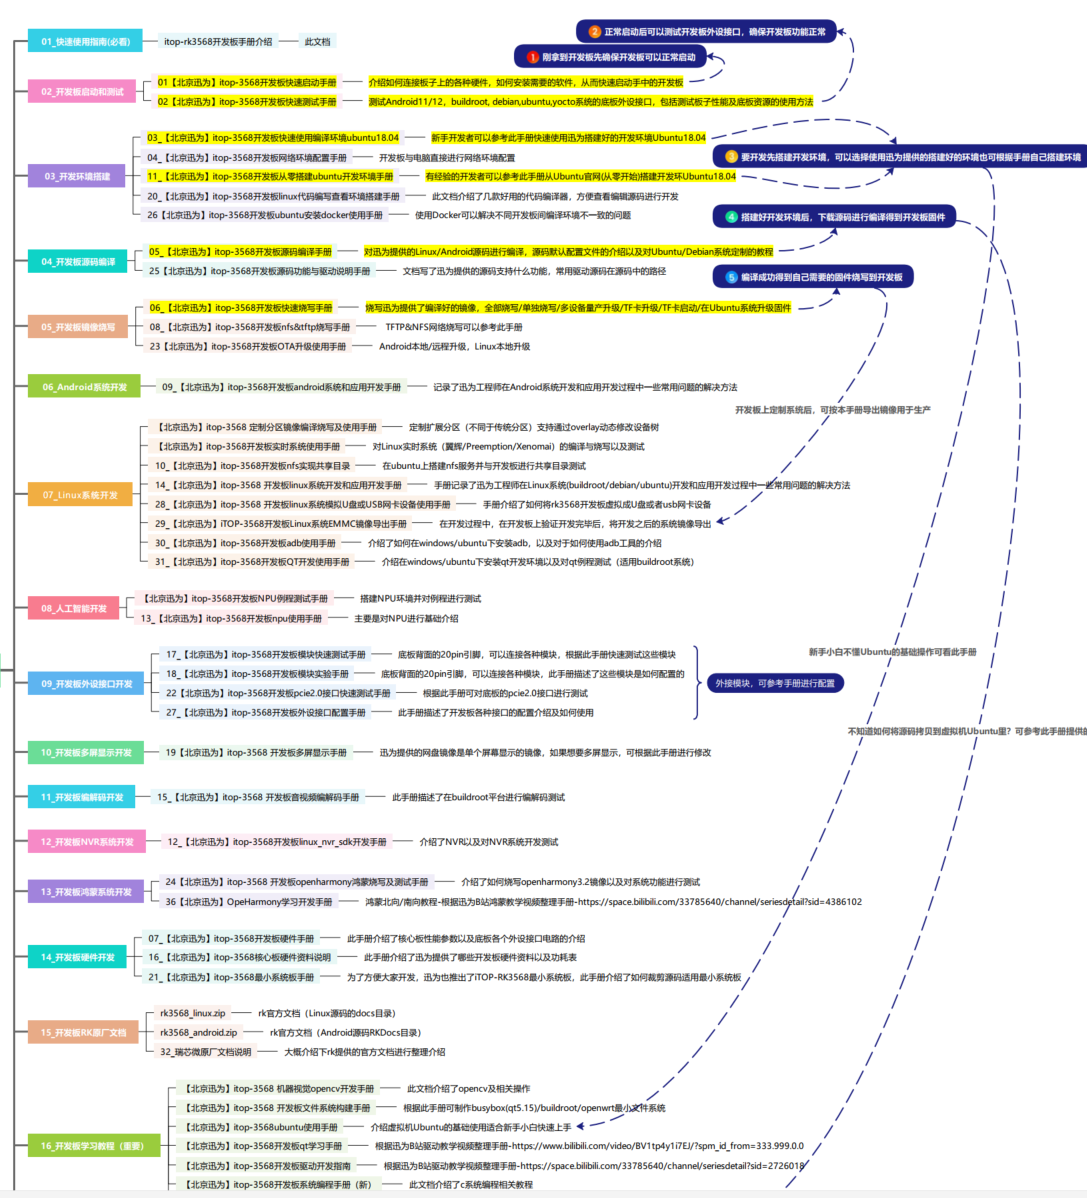 01_快速使用指南(必看)
itop-rk3568开发板手册介绍
此文档
2 正常启动后可以测试开发板外设接口，确保开发板功能正常
1 刚拿到开发板先确保开发板可以正常启动
02_开发板启动和测试
01【北京迅为】itop-3568开发板快速启动手册
介绍如何连接板子上的各种硬件，如何安装需要的软件，从而快速启动手中的开发板
02【北京迅为】itop-3568开发板快速测试手册
测试Android11/12，buildroot, debian,ubuntu,yocto系统的底板外设接口，包括测试板子性能及底板资源的使用方法
03_开发环境搭建
03_【北京迅为】itop-3568开发板快速使用编译环境ubuntu18.04
新手开发者可以参考此手册快速使用迅为搭建好的开发环境Ubuntu18.04
04_【北京迅为】itop-3568开发板网络环境配置手册
开发板与电脑直接进行网络环境配置
3 要开发先搭建开发环境，可以选择使用迅为提供的搭建好的环境也可根据手册自己搭建环境
11_【北京迅为】itop-3568开发板从零搭建ubuntu开发环境手册
有经验的开发者可以参考此手册从Ubuntu官网(从零开始)搭建开发环Ubuntu18.04
20_【北京迅为】itop-3568开发板linux代码编写查看环境搭建手册
此文档介绍了几款好用的代码编译器，方便查看编辑源码进行开发
26【北京迅为】itop-3568开发板ubuntu安装docker使用手册
使用Docker可以解决不同开发板间编译环境不一致的问题
4 搭建好开发环境后，下载源码进行编译得到开发板固件
04_开发板源码编译
05_【北京迅为】itop-3568开发板源码编译手册
对迅为提供的Linux/Android源码进行编译，源码默认配置文件的介绍以及对Ubuntu/Debian系统定制的教程
25【北京迅为】itop-3568开发板源码功能与驱动说明手册
文档写了迅为提供的源码支持什么功能，常用驱动源码在源码中的路径
5 编译成功得到自己需要的固件烧写到开发板
05_开发板镜像烧写
06_【北京迅为】itop-3568开发板快速烧写手册
烧写迅为提供了编译好的镜像，全部烧写/单独烧写/多设备量产升级/TF卡升级/TF卡启动/在Ubuntu系统升级固件
08_【北京迅为】itop-3568开发板nfs&tftp烧写手册
TFTP&NFS网络烧写可以参考此手册
23【北京迅为】itop-3568开发板OTA升级使用手册
Android本地/远程升级，Linux本地升级
06_Android系统开发
09_【北京迅为】itop-3568开发板android系统和应用开发手册
记录了迅为工程师在Android系统开发和应用开发过程中一些常用问题的解决方法
开发板上定制系统后，可按本手册导出镜像用于生产
07_Linux系统开发
【北京迅为】itop-3568 定制分区镜像编译烧写及使用手册
定制扩展分区（不同于传统分区）支持通过overlay动态修改设备树
【北京迅为】itop-3568开发板实时系统使用手册
对Linux实时系统（翼辉/Preemption/Xenomai）的编译与烧写以及测试
10_【北京迅为】itop-3568开发板nfs实现共享目录
在ubuntu上搭建nfs服务并与开发板进行共享目录测试
14_【北京迅为】itop-3568 开发板linux系统开发和应用开发手册
手册记录了迅为工程师在Linux系统(buildroot/debian/ubuntu)开发和应用开发过程中一些常用问题的解决方法
28_【北京迅为】itop-3568 开发板linux系统模拟U盘或USB网卡设备使用手册
手册介绍了如何将rk3568开发板虚拟成U盘或者usb网卡设备
29_【北京迅为】iTOP-3568开发板Linux系统EMMC镜像导出手册
在开发过程中，在开发板上验证开发完毕后，将开发之后的系统镜像导出
30_【北京迅为】itop-3568开发板adb使用手册
介绍了如何在windows/ubuntu下安装adb，以及对于如何使用adb工具的介绍
31_【北京迅为】itop-3568开发板QT开发使用手册
介绍在windows/ubuntu下安装qt开发环境以及对qt例程测试（适用buildroot系统）
08_人工智能开发
【北京迅为】itop-3568开发板NPU例程测试手册
搭建NPU环境并对例程进行测试
13_【北京迅为】itop-3568开发板npu使用手册
主要是对NPU进行基础介绍
新手小白不懂Ubuntu的基础操作可看此手册
09_开发板外设接口开发
17_【北京迅为】itop-3568开发板模块快速测试手册
底板背面的20pin引脚，可以连接各种模块，根据此手册快速测试这些模块
18_【北京迅为】itop-3568开发板模块实验手册
底板背面的20pin引脚，可以连接各种模块，此手册描述了这些模块是如何配置的
外接模块，可参考手册进行配置
22 【北京迅为】itop-3568开发板pcie2.0接口快速测试手册
根据此手册可对底板的pcie2.0接口进行测试
27_【北京迅为】itop-3568开发板外设接口配置手册
此手册描述了开发板各种接口的配置介绍及如何使用
不知道如何将源码拷贝到虚拟机Ubuntu里？可参考此手册提供的
10_开发板多屏显示开发
19【北京迅为】itop-3568 开发板多屏显示手册
迅为提供的网盘镜像是单个屏幕显示的镜像，如果想要多屏显示，可根据此手册进行修改
11_开发板编解码开发
15_【北京迅为】itop-3568 开发板音视频编解码手册
此手册描述了在buildroot平台进行编解码测试
12_开发板NVR系统开发
12_【北京迅为】itop-3568开发板linux_nvr_sdk开发手册
介绍了NVR以及对NVR系统开发测试
13_开发板鸿蒙系统开发
24【北京迅为】itop-3568 开发板openharmony鸿蒙烧写及测试手册
介绍了如何烧写openharmony3.2镜像以及对系统功能进行测试
36【北京迅为】OpeHarmony学习开发手册
鸿蒙北向/南向教程-根据迅为B站鸿蒙教学视频整理手册-https://space.bilibili.com/33785640/channel/seriesdetail?sid=4386102
14_开发板硬件开发
07_【北京迅为】itop-3568开发板硬件手册
此手册介绍了核心板性能参数以及底板各个外设接口电路的介绍
16_【北京迅为】itop-3568核心板硬件资料说明
此手册介绍了迅为提供了哪些开发板硬件资料以及功耗表
21_【北京迅为】itop-3568最小系统板手册
为了方便大家开发，迅为也推出了iTOP-RK3568最小系统板，此手册介绍了如何裁剪源码适用最小系统板
15_开发板RK原厂文档
rk3568_linux.zip
rk官方文档（Linux源码的docs目录）
rk3568_android.zip
rk官方文档（Android源码RKDocs目录）
32_瑞芯微原厂文档说明
大概介绍下rk提供的官方文档进行整理介绍
16_开发板学习教程（重要）
【北京迅为】itop-3568 机器视觉opencv开发手册
此文档介绍了opencv及相关操作
【北京迅为】itop-3568 开发板文件系统构建手册
根据此手册可制作busybox(qt5.15)/buildroot/openwrt最小文件系统
【北京迅为】itop-3568ubuntu使用手册
介绍虚拟机Ubuntu的基础使用适合新手小白快速上手
【北京迅为】itop-3568开发板qt学习手册
根据迅为B站驱动教学视频整理手册-https://www.bilibili.com/video/BV1tp4y1i7EJ/?spm_id_from=333.999.0.0
【北京迅为】itop-3568开发板驱动开发指南
根据迅为B站驱动教学视频整理手册-https://space.bilibili.com/33785640/channel/seriesdetail?sid=2726018
【北京迅为】itop-3568开发板系统编程手册（新）
此文档介绍了c系统编程相关教程